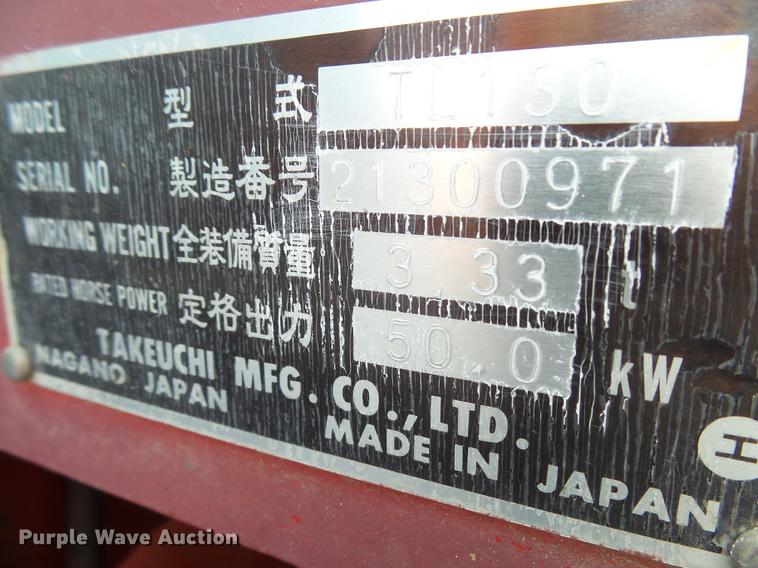 MODEL 型式 TL130
SERIAL NO. 製造番号 21300971
WORKING WEIGHT 全装備質量 3.33 t
RATED HORSE POWER 定格出力 50.0 kW
TAKEUCHI MFG. CO., LTD.
NAGANO JAPAN
MADE IN JAPAN
Purple Wave Auction